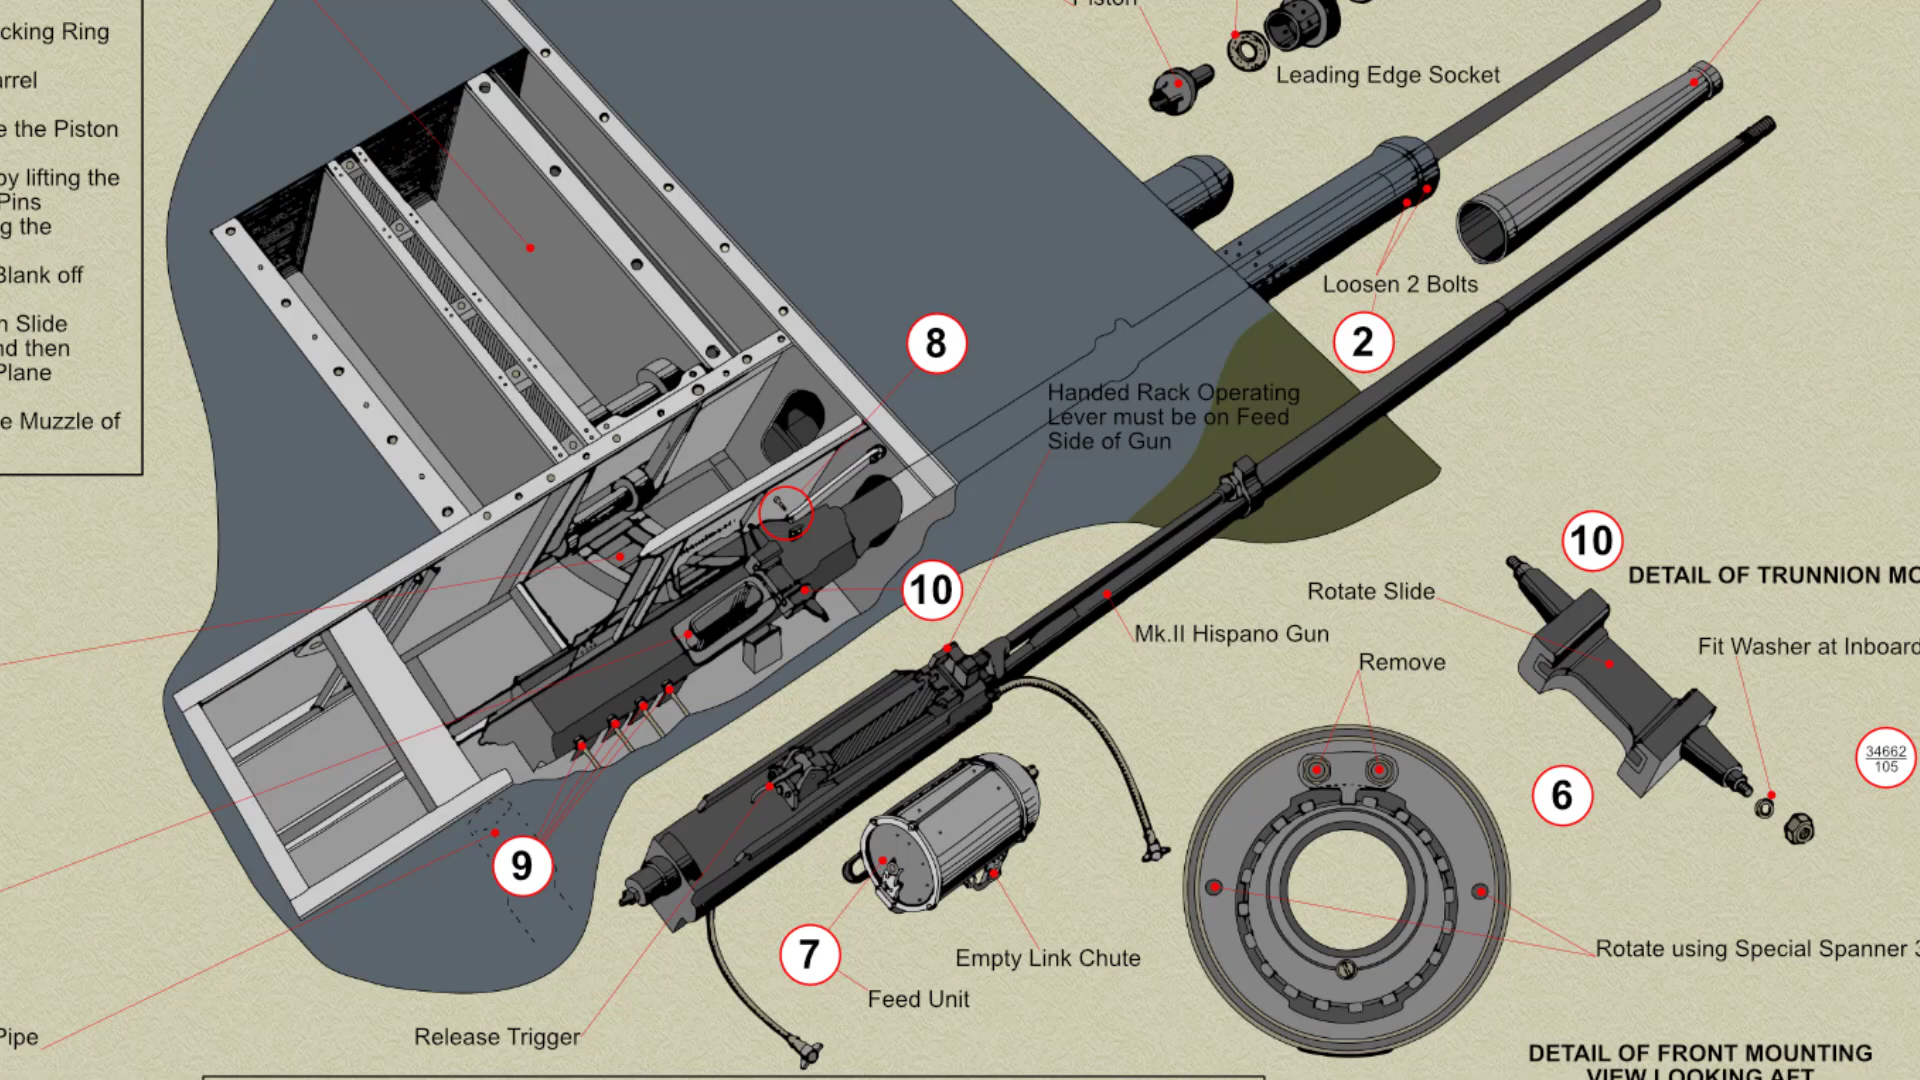 cking Ring
arrel
e the Piston
by lifting the
Pins
g the
Blank off
n Slide
nd then
Plane
e Muzzle of
Piston
Leading Edge Socket
Loosen 2 Bolts
2
8
Handed Rack Operating
Lever must be on Feed
Side of Gun
10
Mk.II Hispano Gun
Remove
Rotate Slide
10
DETAIL OF TRUNNION MO
Fit Washer at Inboard
34662
105
6
9
7
Empty Link Chute
Feed Unit
Release Trigger
Pipe
Rotate using Special Spanner 3
DETAIL OF FRONT MOUNTING
VIEW LOOKING AFT